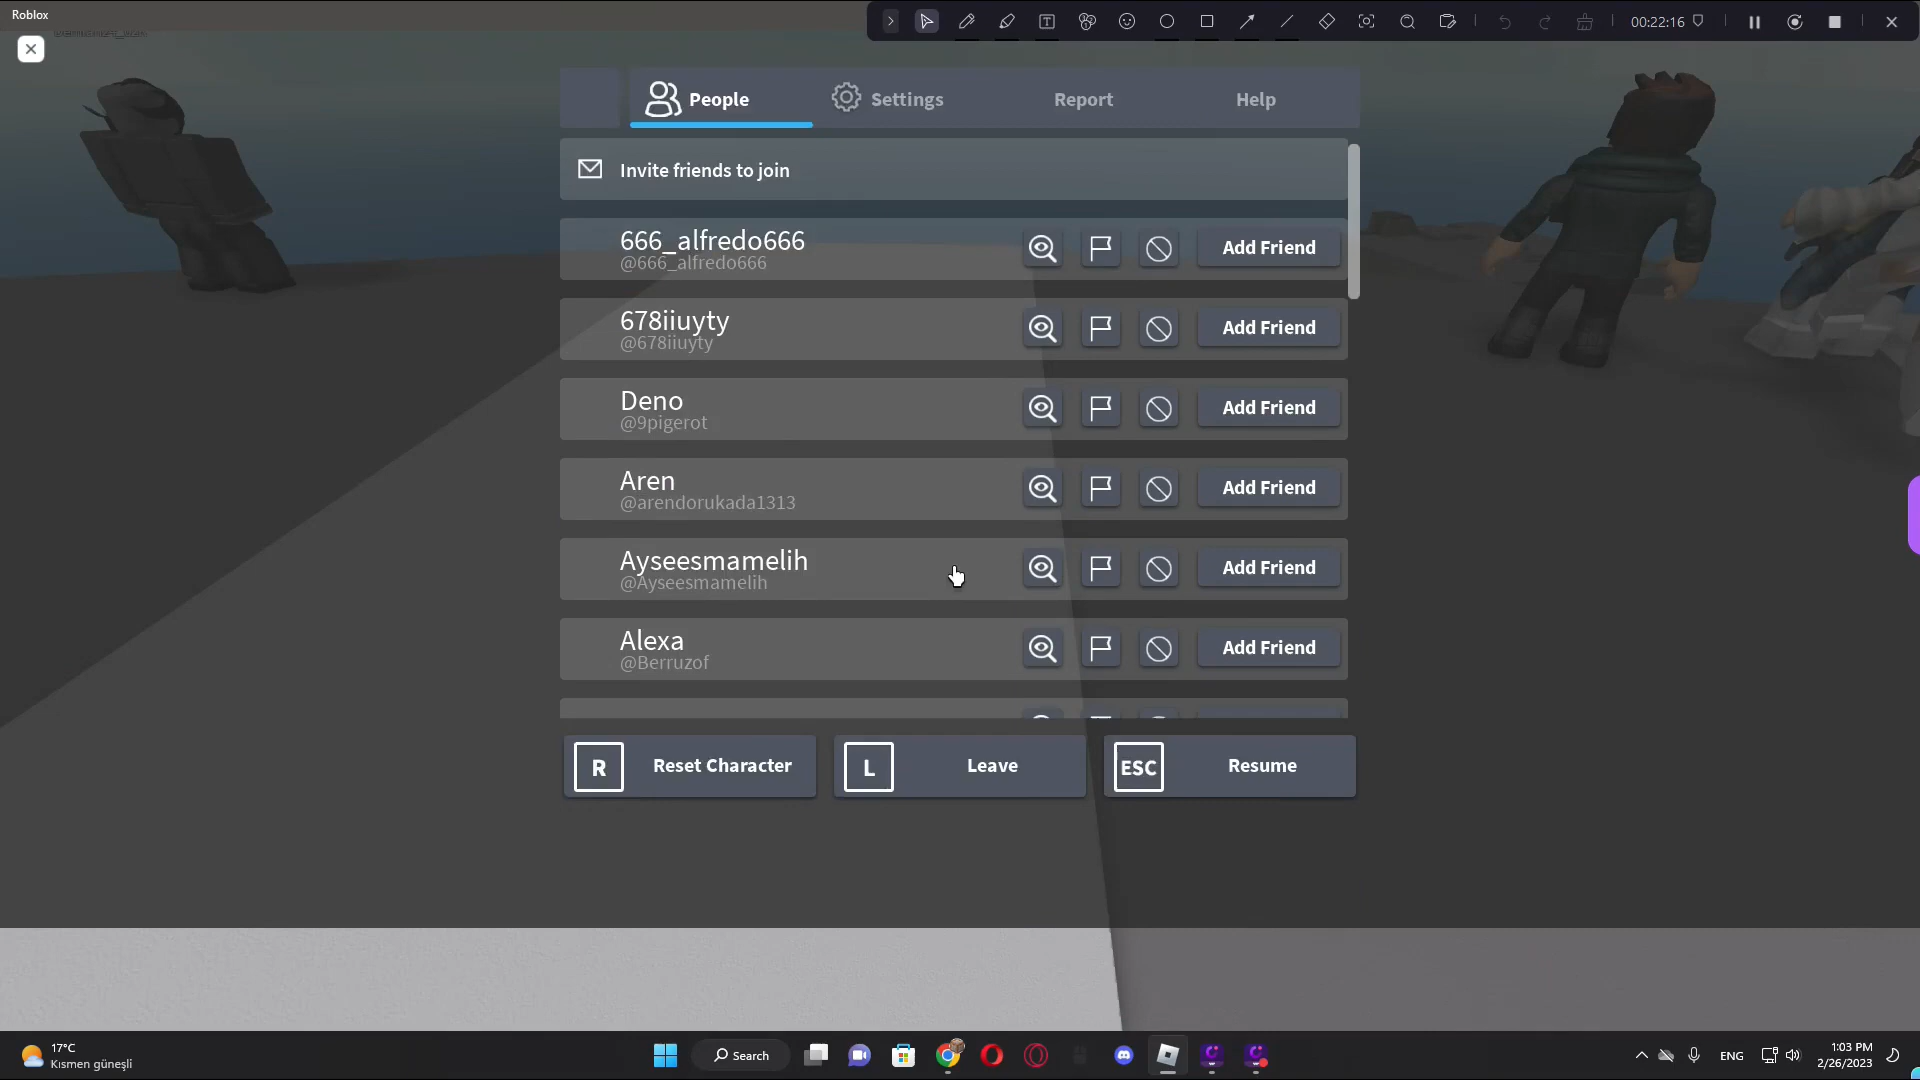 Roblox
00:22:16
People
Settings
Report
Help
Invite friends to join
666_alfredo666
@666_alfredo666
Add Friend
678iiuyty
@678iiuyty
Add Friend
Deno
@9pigerot
Add Friend
Aren
@arendorukada1313
Add Friend
Ayseesmamelih
@Ayseesmamelih
Add Friend
Alexa
@Berruzof
Add Friend
R Reset Character
L Leave
ESC Resume
17°C
Kısmen güneşli
Search
ENG
1:03 PM
2/26/2023